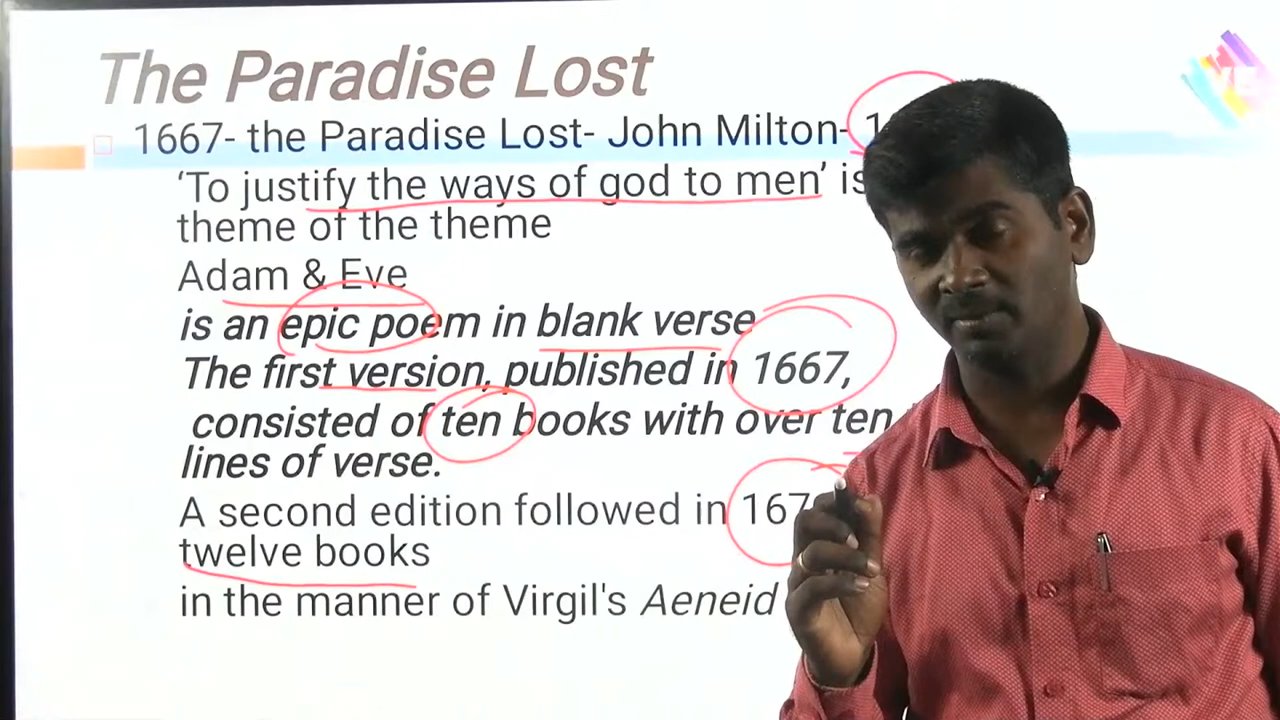 The Paradise Lost
1667- the Paradise Lost- John Milton-
‘To justify the ways of god to men’ is
theme of the theme
Adam & Eve
is an epic poem in blank verse
The first version, published in 1667,
consisted of ten books with over ten
lines of verse.
A second edition followed in 167
twelve books
in the manner of Virgil's Aeneid